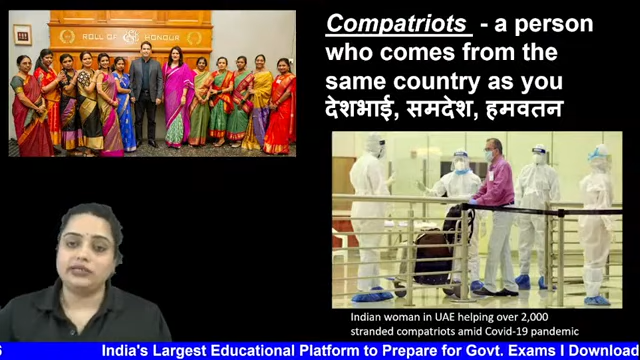 ROLL OF HONOUR
Compatriots - a person
who comes from the
same country as you
देशभाई, समदेश, हमवतन
Indian woman in UAE helping over 2,000
stranded compatriots amid Covid-19 pandemic
India's Largest Educational Platform to Prepare for Govt. Exams I Download